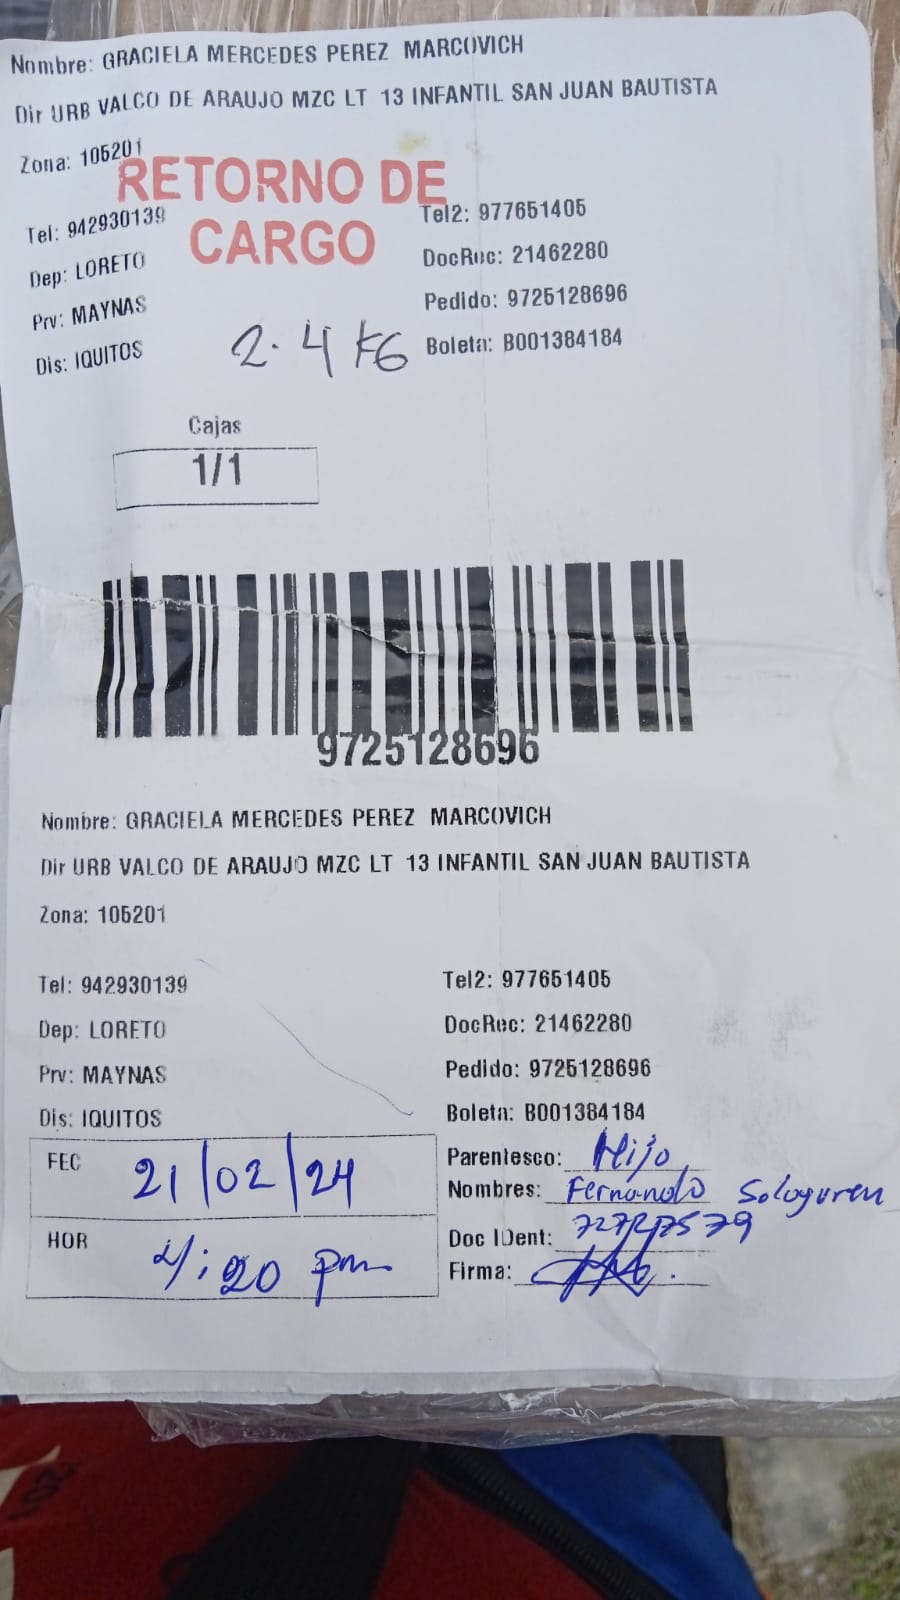 Nombre: GRACIELA MERCEDES PEREZ MARCOVICH
Dir URB VALCO DE ARAUJO MZC LT 13 INFANTIL SAN JUAN BAUTISTA
Zona: 105201
RETORNO DE
CARGO
Tel: 942930139 Tel2: 977651405
Dep: LORETO DocRec: 21462280
Prv: MAYNAS Pedido: 9725128696
Dis: IQUITOS 2.4 KG Boleta: B001384184
Cajas
1/1
9725128696
Nombre: GRACIELA MERCEDES PEREZ MARCOVICH
Dir URB VALCO DE ARAUJO MZC LT 13 INFANTIL SAN JUAN BAUTISTA
Zona: 105201
Tel: 942930139 Tel2: 977651405
Dep: LORETO DocRec: 21462280
Prv: MAYNAS Pedido: 9725128696
Dis: IQUITOS Boleta: B001384184
FEC 21/02/24 Parentesco: Hijo
Nombres: Fernando Sologuren
HOR 4:20 pm Doc IDent:
Firma: